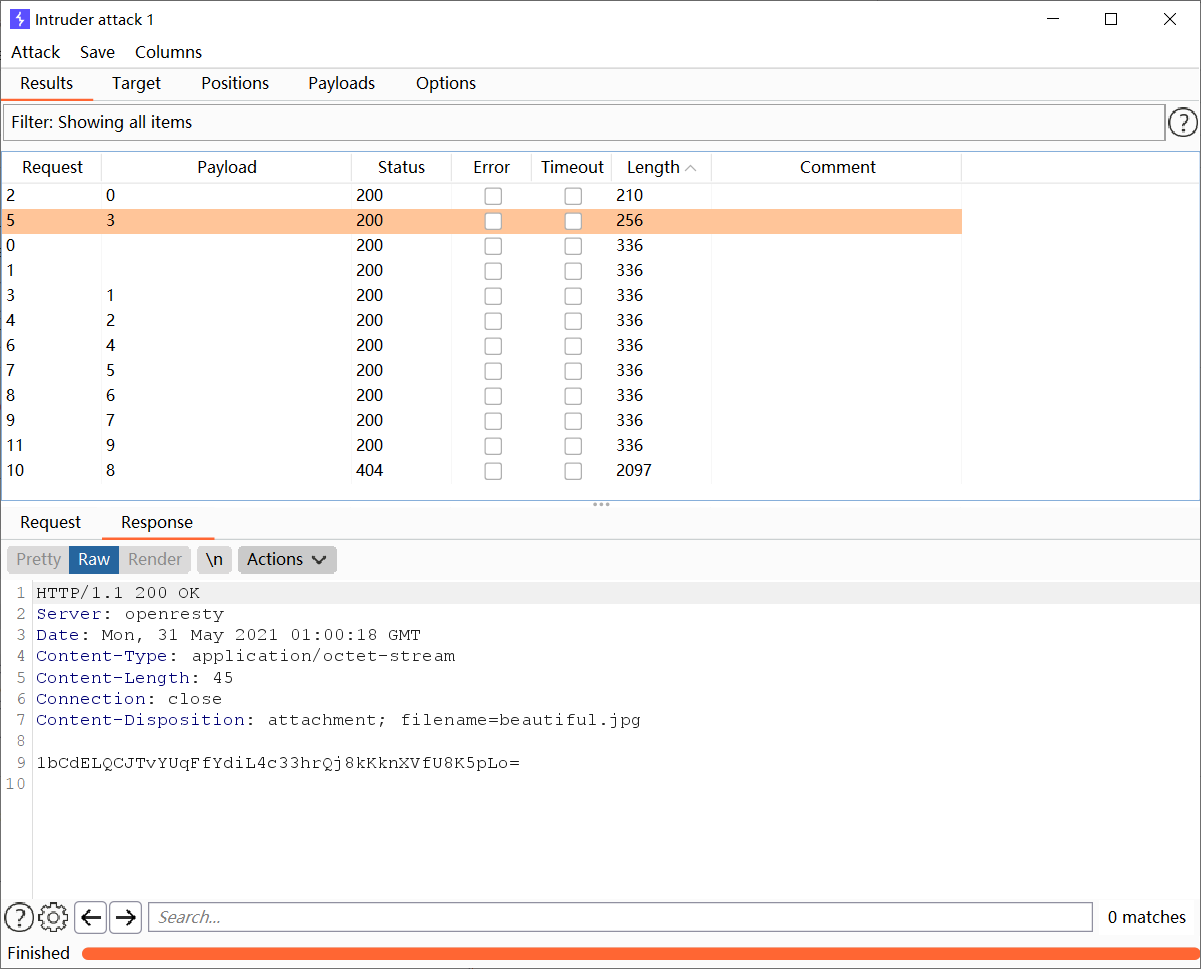 Intruder attack 1
Attack Save Columns
Results Target Positions Payloads Options
Filter: Showing all items
?
Request Payload Status Error Timeout Length Comment
2 0 200 210
5 3 200 256
0 200 336
1 200 336
3 1 200 336
4 2 200 336
6 4 200 336
7 5 200 336
8 6 200 336
9 7 200 336
11 9 200 336
10 8 404 2097
Request Response
Pretty Raw Render \n Actions
1 HTTP/1.1 200 OK
2 Server: openresty
3 Date: Mon, 31 May 2021 01:00:18 GMT
4 Content-Type: application/octet-stream
5 Content-Length: 45
6 Connection: close
7 Content-Disposition: attachment; filename=beautiful.jpg
8
9 1bCdELQCJTvYUqFfYdiL4c33hrQj8kKknXVfU8K5pLo=
10
? Search... 0 matches
Finished